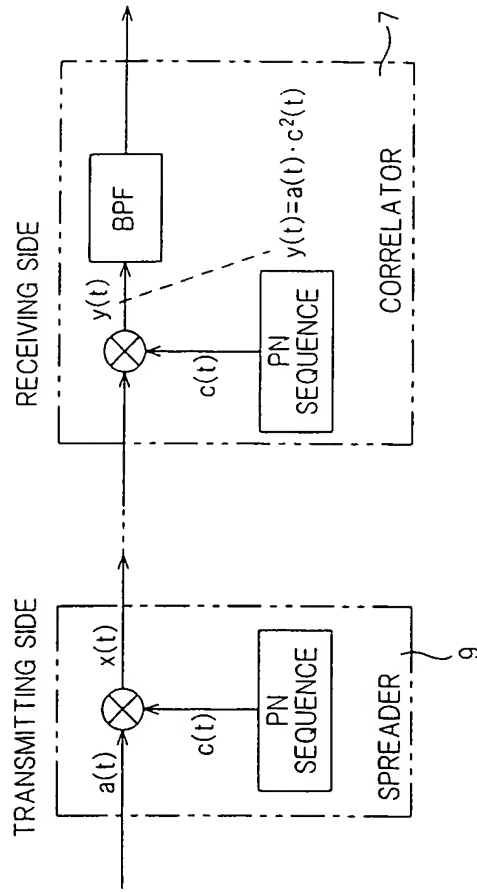 TRANSMITTING SIDE
a(t)
x(t)
c(t)
PN
SEQUENCE
SPREADER
9
RECEIVING SIDE
y(t)
BPF
c(t)
y(t)=a(t)·c²(t)
PN
SEQUENCE
CORRELATOR
7